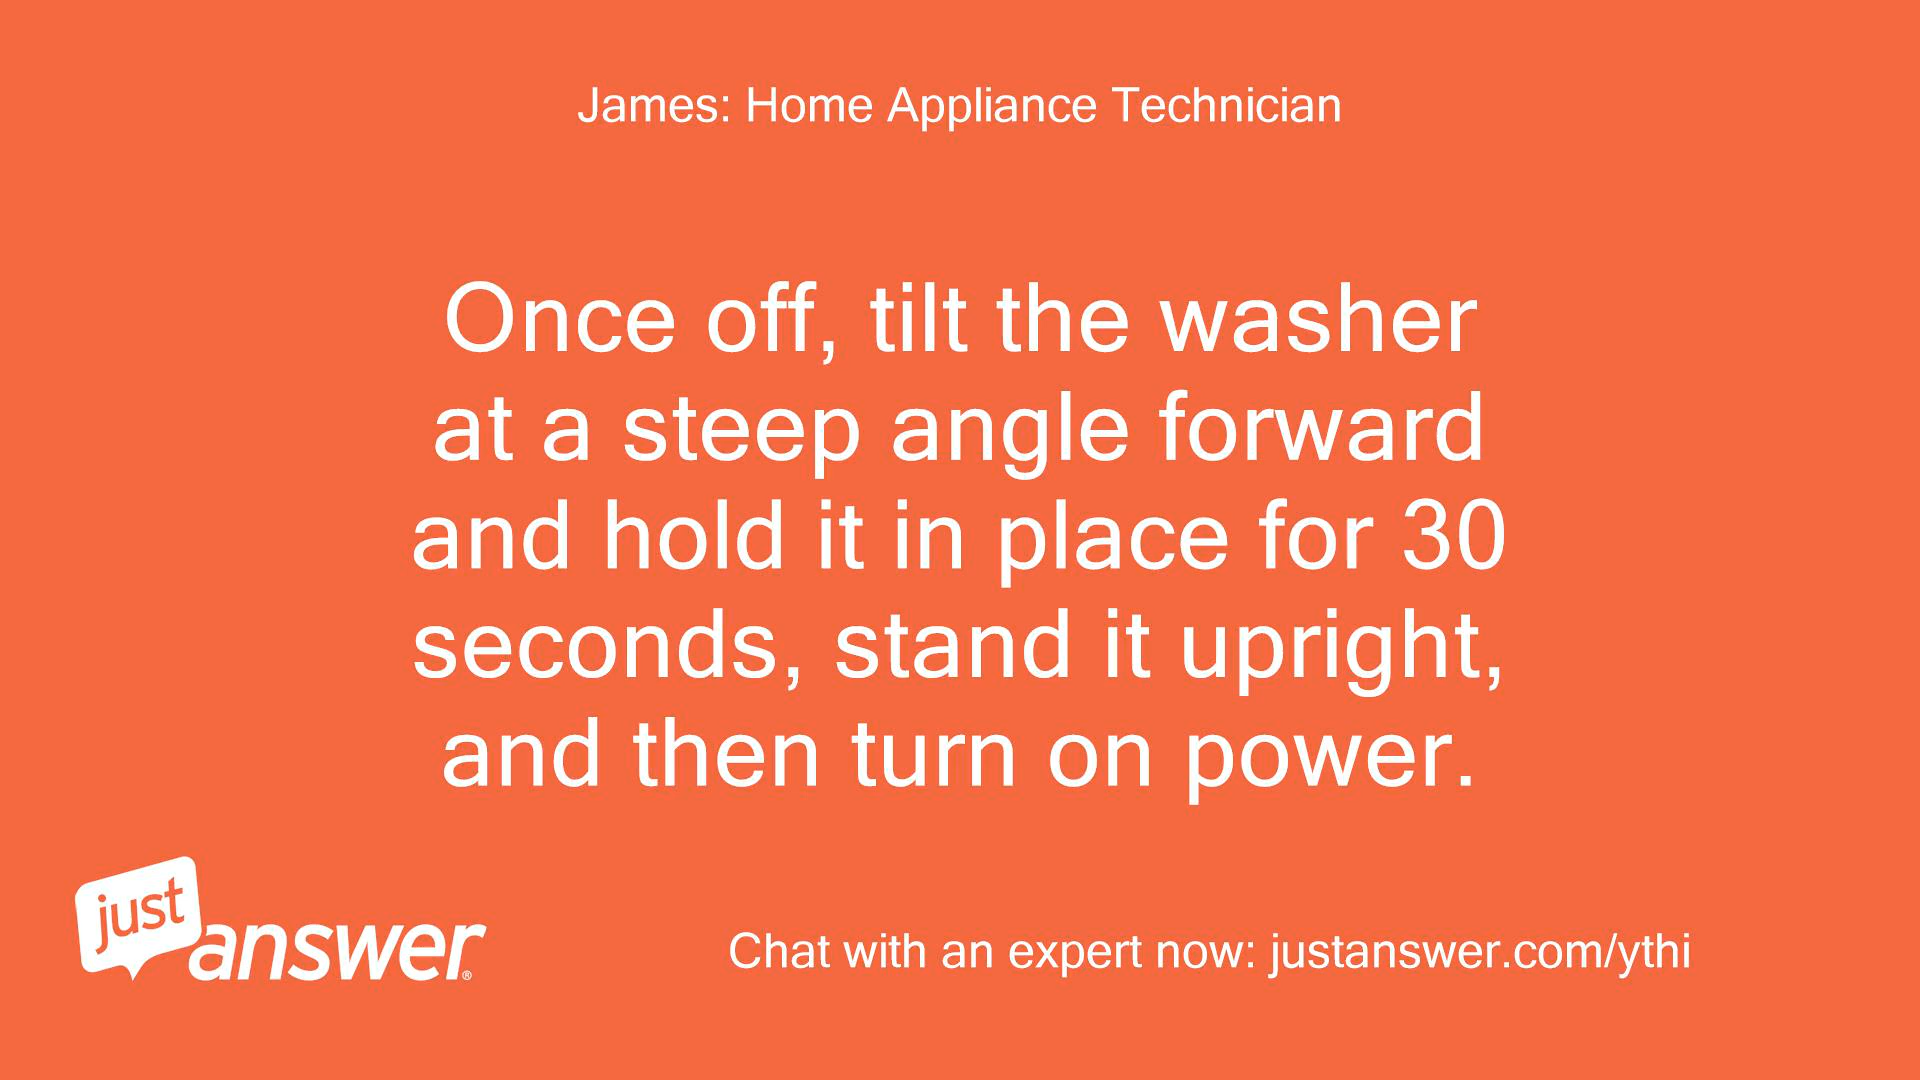 James: Home Appliance Technician
Once off, tilt the washer
at a steep angle forward
and hold it in place for 30
seconds, stand it upright,
and then turn on power.
just
answer®
Chat with an expert now: justanswer.com/ythi